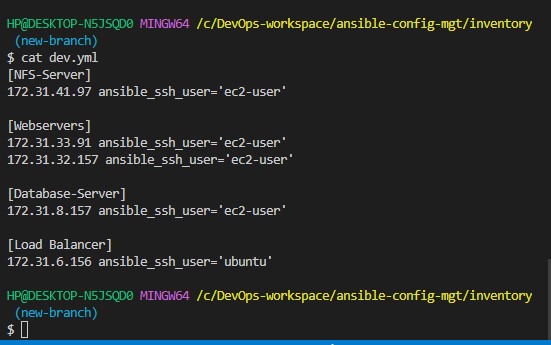 HP@DESKTOP-N5JSQD0 MINGW64 /c/DevOps-workspace/ansible-config-mgt/inventory
(new-branch)
$ cat dev.yml
[NFS-Server]
172.31.41.97 ansible_ssh_user='ec2-user'
[Webservers]
172.31.33.91 ansible_ssh_user='ec2-user'
172.31.32.157 ansible_ssh_user='ec2-user'
[Database-Server]
172.31.8.157 ansible_ssh_user='ec2-user'
[Load Balancer]
172.31.6.156 ansible_ssh_user='ubuntu'
HP@DESKTOP-N5JSQD0 MINGW64 /c/DevOps-workspace/ansible-config-mgt/inventory
(new-branch)
$